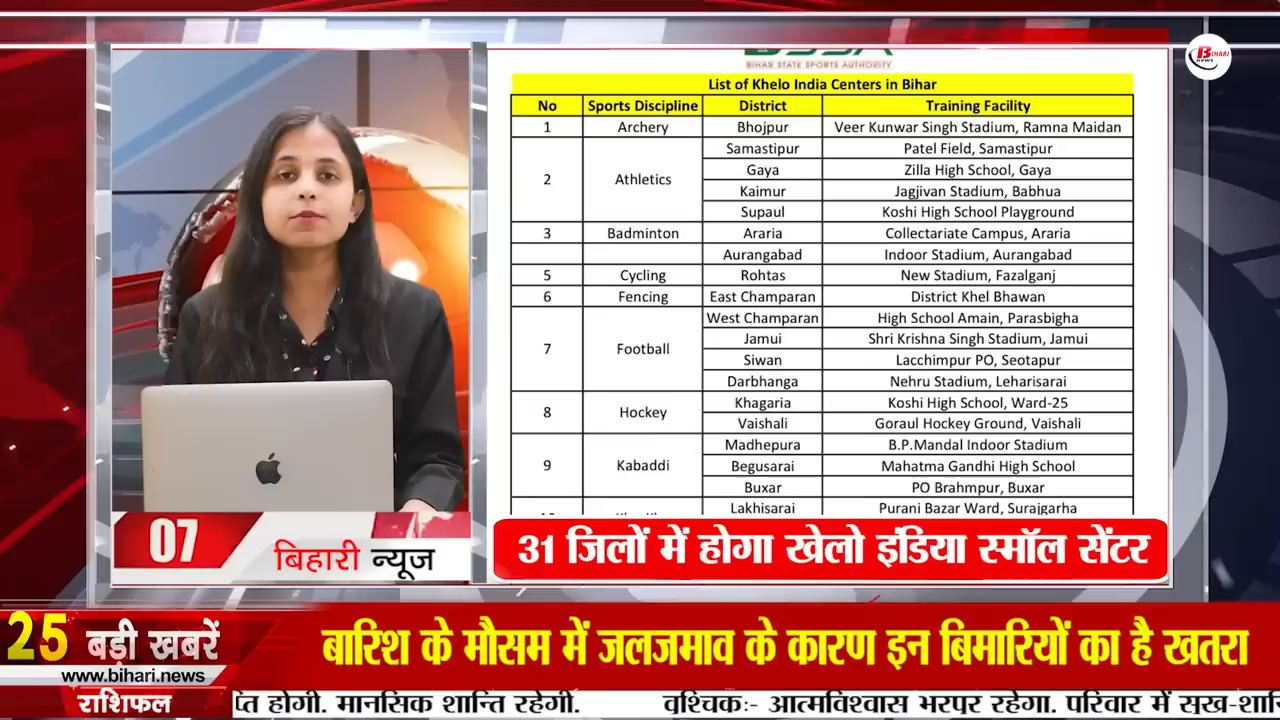 BIHAR STATE SPORTS AUTHORITY
BIHARI news
List of Khelo India Centers in Bihar
No Sports Discipline District Training Facility
1 Archery Bhojpur Veer Kunwar Singh Stadium, Ramna Maidan
2 Athletics Samastipur Patel Field, Samastipur
Gaya Zilla High School, Gaya
Kaimur Jagjivan Stadium, Babhua
Supaul Koshi High School Playground
3 Badminton Araria Collectariate Campus, Araria
Aurangabad Indoor Stadium, Aurangabad
5 Cycling Rohtas New Stadium, Fazalganj
6 Fencing East Champaran District Khel Bhawan
7 Football West Champaran High School Amain, Parasbigha
Jamui Shri Krishna Singh Stadium, Jamui
Siwan Lacchimpur PO, Seotapur
Darbhanga Nehru Stadium, Leharisarai
8 Hockey Khagaria Koshi High School, Ward-25
Vaishali Goraul Hockey Ground, Vaishali
9 Kabaddi Madhepura B.P.Mandal Indoor Stadium
Begusarai Mahatma Gandhi High School
Buxar PO Brahmpur, Buxar
Lakhisarai Purani Bazar Ward, Surajgarha
07 बिहारी न्यूज
31 जिलों में होगा खेलो इंडिया स्मॉल सेंटर
25 बड़ी खबरें
www.bihari.news
बारिश के मौसम में जलजमाव के कारण इन बिमारियों का है खतरा
राशिफल
होगी. मानसिक शान्ति रहेगी. वृश्चिकः- आत्मविश्वास भरपूर रहेगा. परिवार में सुख-शान्